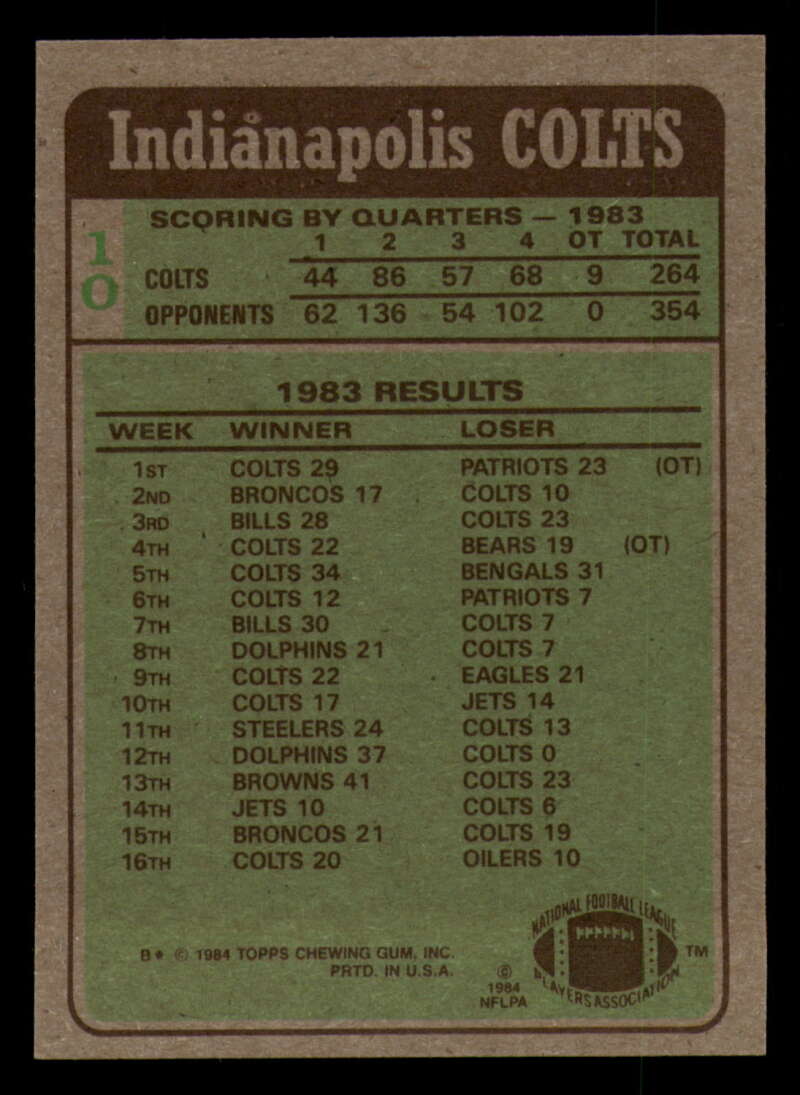 Indianapolis COLTS
10
SCORING BY QUARTERS — 1983
1 2 3 4 OT TOTAL
COLTS 44 86 57 68 9 264
OPPONENTS 62 136 54 102 0 354
1983 RESULTS
WEEK WINNER LOSER
1ST COLTS 29 PATRIOTS 23 (OT)
2ND BRONCOS 17 COLTS 10
3RD BILLS 28 COLTS 23
4TH COLTS 22 BEARS 19 (OT)
5TH COLTS 34 BENGALS 31
6TH COLTS 12 PATRIOTS 7
7TH BILLS 30 COLTS 7
8TH DOLPHINS 21 COLTS 7
9TH COLTS 22 EAGLES 21
10TH COLTS 17 JETS 14
11TH STEELERS 24 COLTS 13
12TH DOLPHINS 37 COLTS 0
13TH BROWNS 41 COLTS 23
14TH JETS 10 COLTS 6
15TH BRONCOS 21 COLTS 19
16TH COLTS 20 OILERS 10
B* © 1984 TOPPS CHEWING GUM, INC.
PRTD. IN U.S.A.
©
1984
NFLPA
NATIONAL FOOTBALL LEAGUE
PLAYERS ASSOCIATION
TM